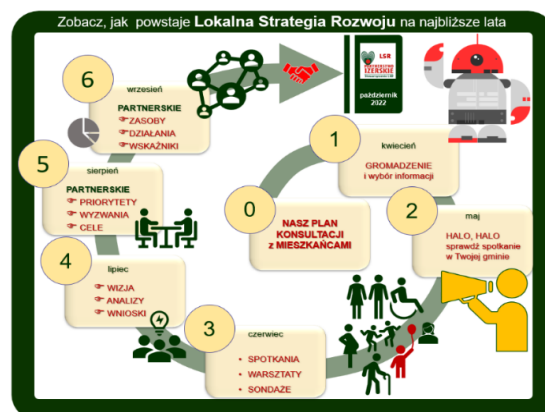 Zobacz, jak powstaje Lokalna Strategia Rozwoju na najbliższe lata
0
NASZ PLAN
KONSULTACJI
z MIESZKAŃCAMI
1
kwiecień
GROMADZENIE
i wybór informacji
2
maj
HALO, HALO
sprawdź spotkanie
w Twojej gminie
3
czerwiec
• SPOTKANIA
• WARSZTATY
• SONDAŻE
4
lipiec
☞ WIZJA
☞ ANALIZY
☞ WNIOSKI
5
sierpień
PARTNERSKIE
☞ PRIORYTETY
☞ WYZWANIA
☞ CELE
6
wrzesień
PARTNERSKIE
☞ ZASOBY
☞ DZIAŁANIA
☞ WSKAŹNIKI
LSR
IZERSKIE
październik
2022